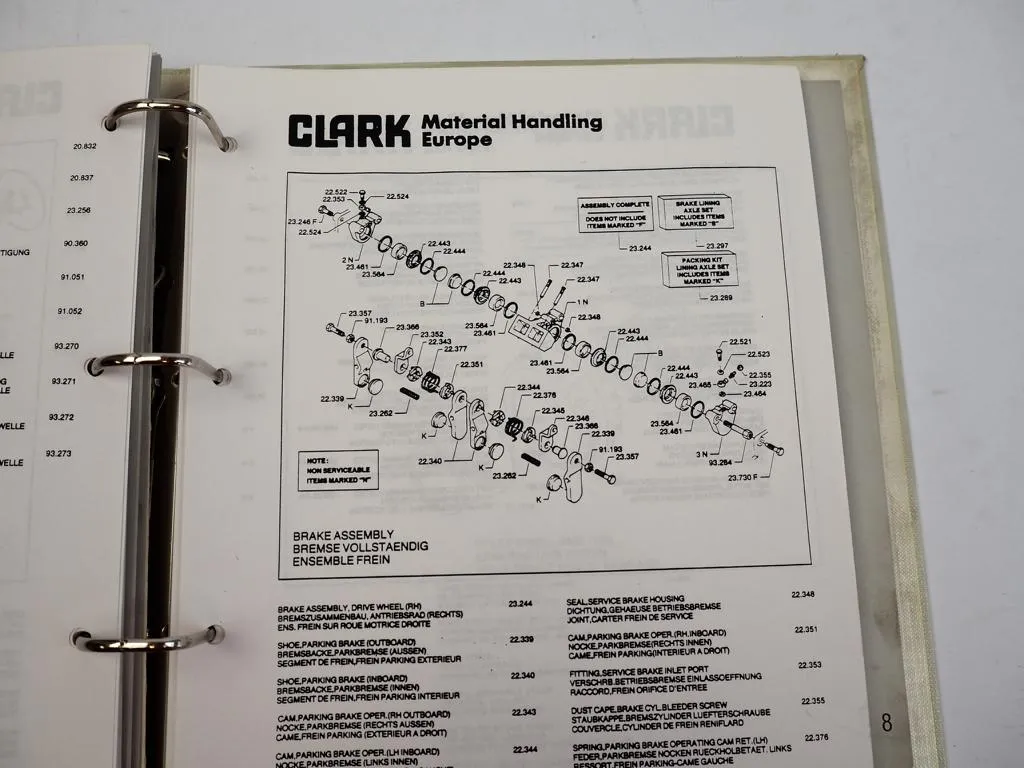 20.832
20.837
23.256
TIGUNG
90.360
91.051
91.052
ELLE
93.270
93.271
ELLE
WELLE
93.272
WELLE
93.273
CLARK Material Handling
Europe
22.522
22.353
22.524
23.246 F
22.524
2 N
23.461
23.564
22.443
22.444
B
22.444
22.443
23.564
23.461
22.348
22.347
22.347
1 N
22.348
23.461
23.564
22.443
22.444
B
22.444
22.443
23.564
23.461
ASSEMBLY COMPLETE
DOES NOT INCLUDE
ITEMS MARKED "F"
23.244
BRAKE LINING
AXLE SET
INCLUDES ITEMS
MARKED "B"
23.297
PACKING KIT
LINING AXLE SET
INCLUDES ITEMS
MARKED "K"
23.289
22.521
22.523
22.355
23.223
23.465
23.464
3 N
93.284
23.730 F
23.357
91.193
23.366
23.352
22.343
22.377
22.351
22.339
K
23.262
22.344
22.376
22.345
22.346
23.366
22.339
91.193
23.357
K
22.340
K
23.262
K
NOTE:
NON SERVICEABLE
ITEMS MARKED "N"
BRAKE ASSEMBLY
BREMSE VOLLSTAENDIG
ENSEMBLE FREIN
BRAKE ASSEMBLY, DRIVE WHEEL (RH) 23.244
BREMSZUSAMMENBAU, ANTRIEBSRAD (RECHTS)
ENS. FREIN SUR ROUE MOTRICE DROITE
SHOE,PARKING BRAKE (OUTBOARD) 22.339
BREMSBACKE,PARKBREMSE (AUSSEN)
SEGMENT DE FREIN,FREIN PARKING EXTERIEUR
SHOE,PARKING BRAKE (INBOARD) 22.340
BREMSBACKE,PARKBREMSE (INNEN)
SEGMENT DE FREIN,FREIN PARKING INTERIEUR
CAM,PARKING BRAKE OPER.(RH OUTBOARD) 22.343
NOCKE,PARKBREMSE (RECHTS AUSSEN)
CAME,FREIN PARKING (EXTERIEUR A DROIT)
CAM,PARKING BRAKE OPER.(LH INBOARD) 22.344
NOCKE,PARKBREMSE (LINKS INNEN)
SEAL,SERVICE BRAKE HOUSING 22.348
DICHTUNG,GEHAEUSE BETRIEBSBREMSE
JOINT,CARTER FREIN DE SERVICE
CAM,PARKING BRAKE OPER.(RH.INBOARD) 22.351
NOCKE,PARKBREMSE(RECHTS INNEN)
CAME,FREIN PARKING(INTERIEUR A DROIT)
FITTING,SERVICE BRAKE INLET PORT 22.353
VERSCHRB.BETRIEBSBREMSE EINLASSOEFFNUNG
RACCORD,FREIN ORIFICE D'ENTREE
DUST CAPE,BRAKE CYL.BLEEDER SCREW 22.355
STAUBKAPPE,BREMSZYLINDER LUEFTERSCHRAUBE
COUVERCLE,CYLINDER DE FREIN RENIFLARD
SPRING,PARKING BRAKE OPERATING CAM RET.(LH) 22.376
FEDER,PARKBREMSE NOCKEN RUECKHOLBETAET. LINKS
RESSORT FREIN PARKING-CAME GAUCHE
8